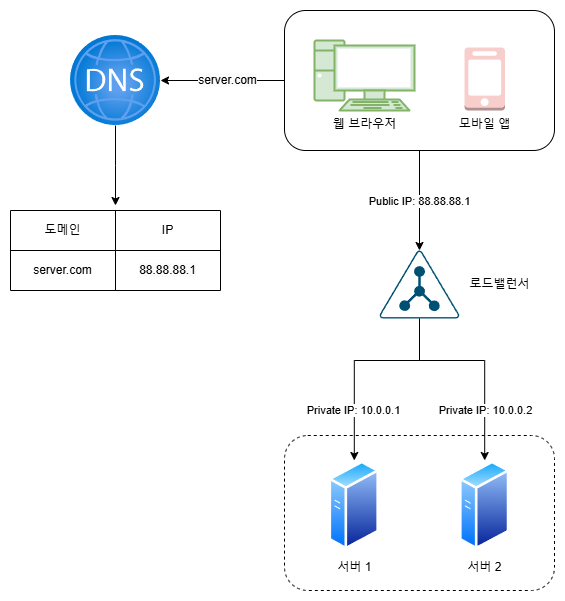 DNS
server.com
웹 브라우저
모바일 앱
Public IP: 88.88.88.1
도메인
IP
server.com
88.88.88.1
로드밸런서
Private IP: 10.0.0.1
Private IP: 10.0.0.2
서버 1
서버 2